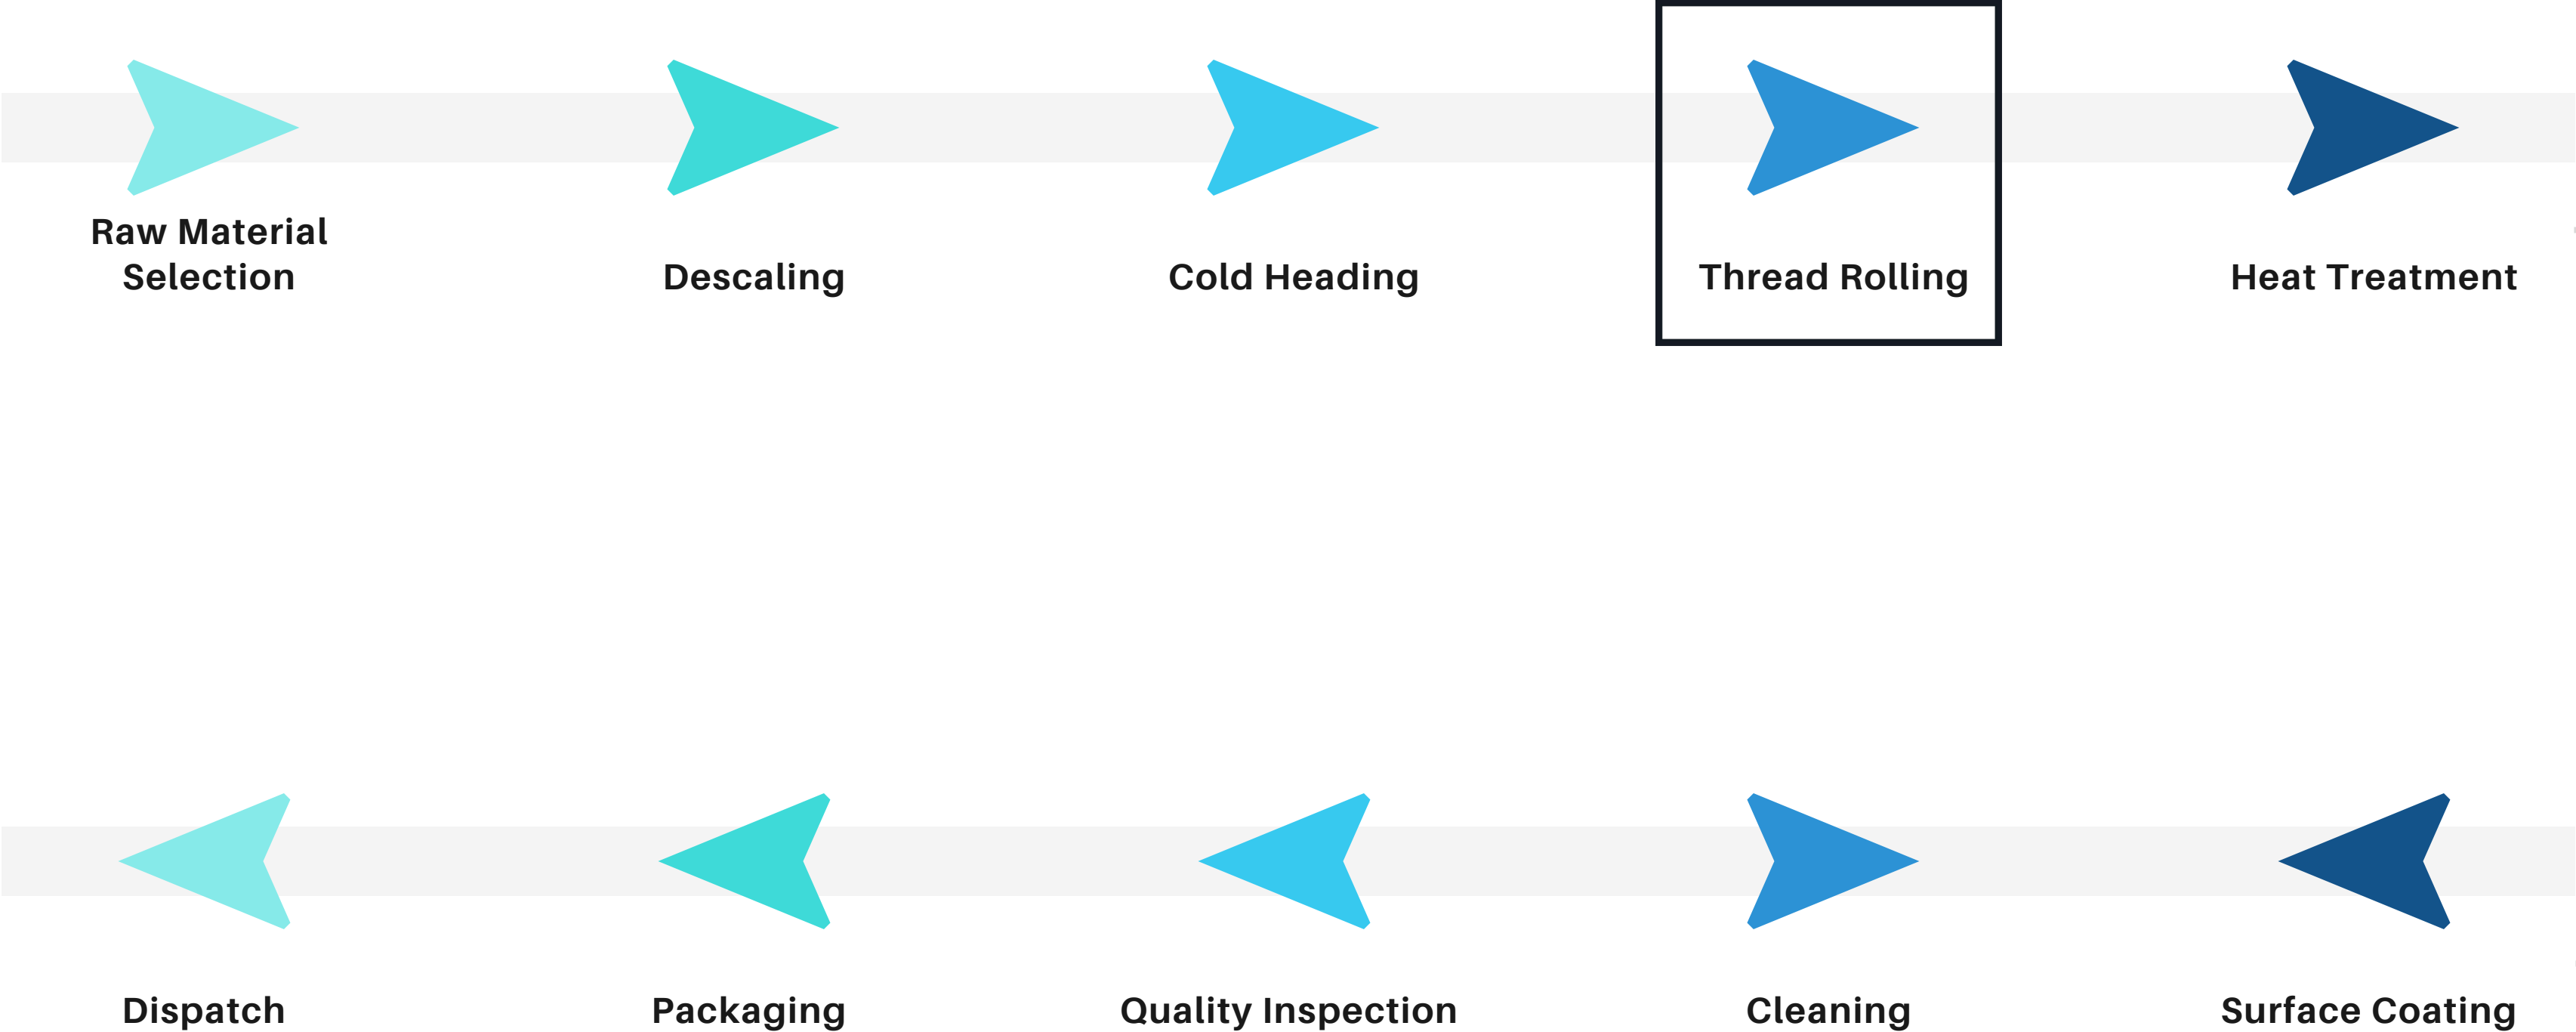 Raw Material
Selection
Descaling
Cold Heading
Thread Rolling
Heat Treatment
Dispatch
Packaging
Quality Inspection
Cleaning
Surface Coating